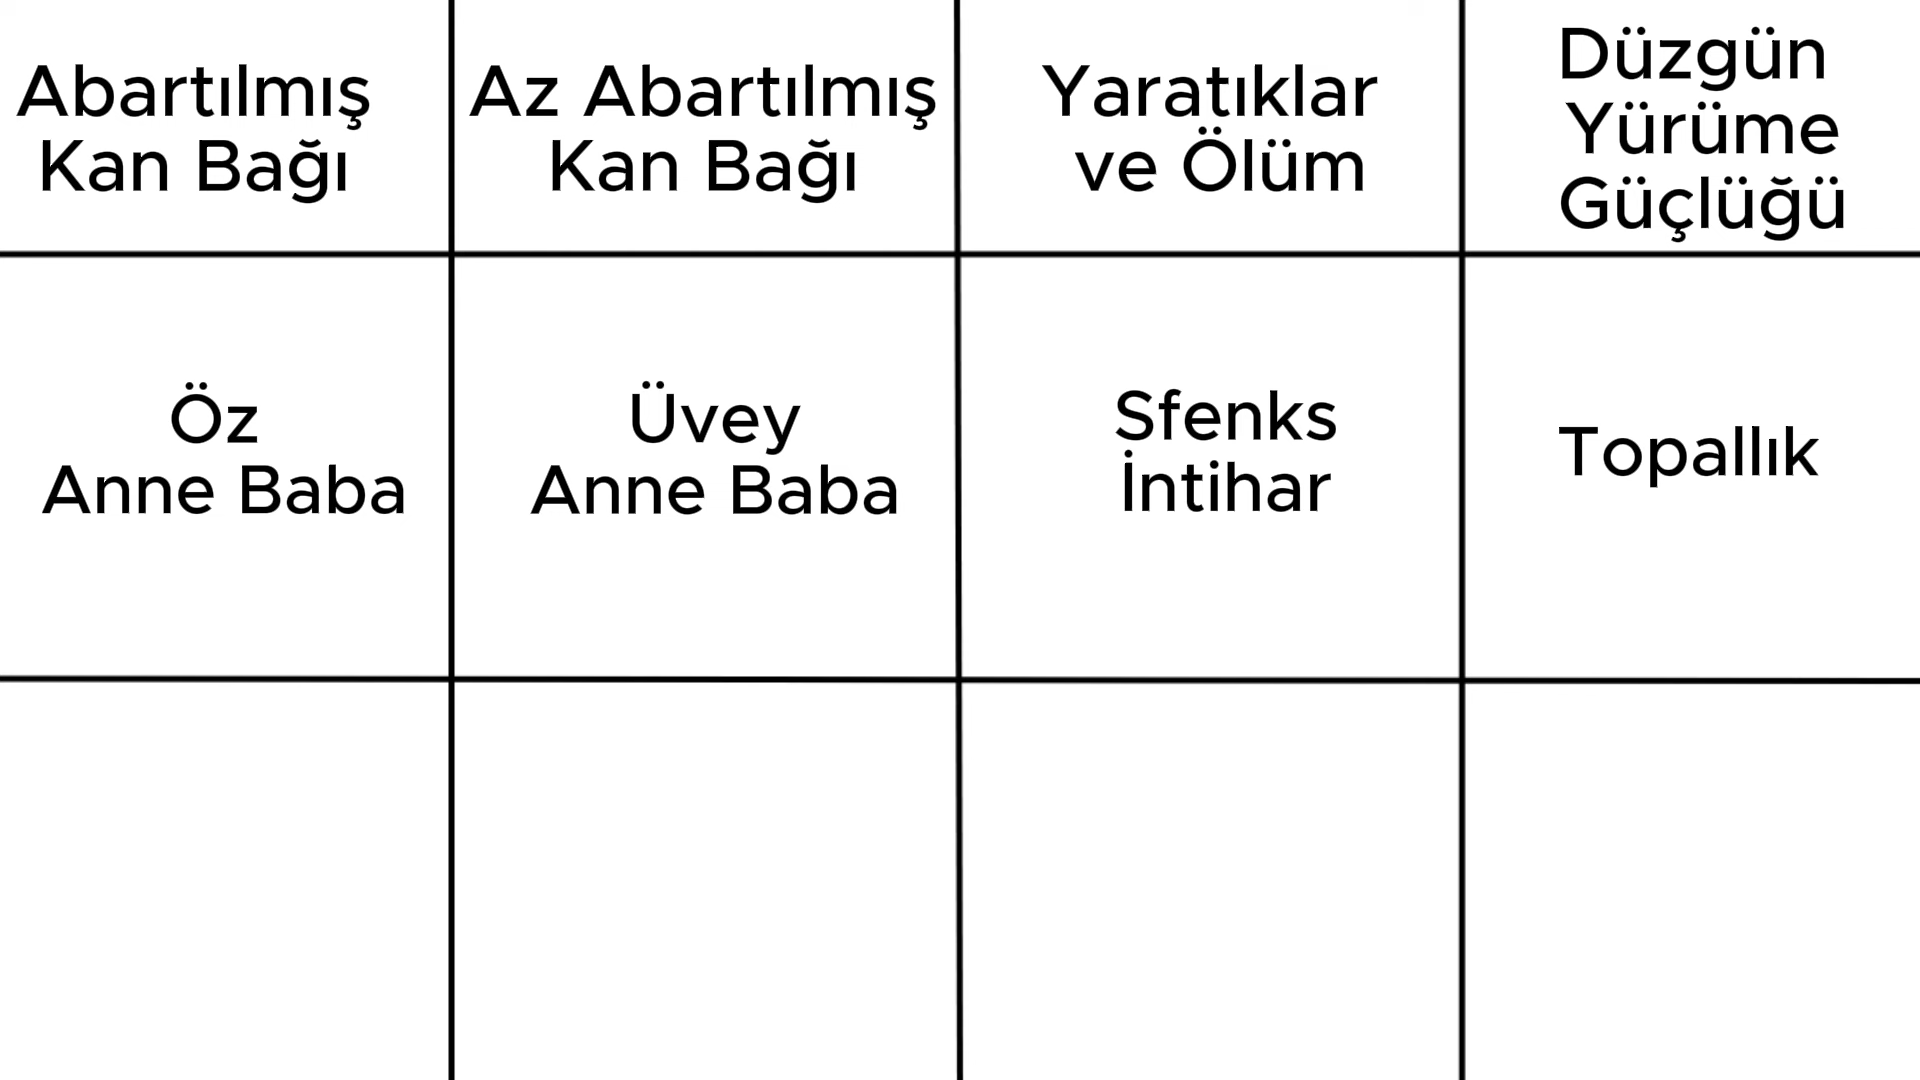 Abartılmış
Kan Bağı
Az Abartılmış
Kan Bağı
Yaratıklar
ve Ölüm
Düzgün
Yürüme
Güçlüğü
Öz
Anne Baba
Üvey
Anne Baba
Sfenks
İntihar
Topallık